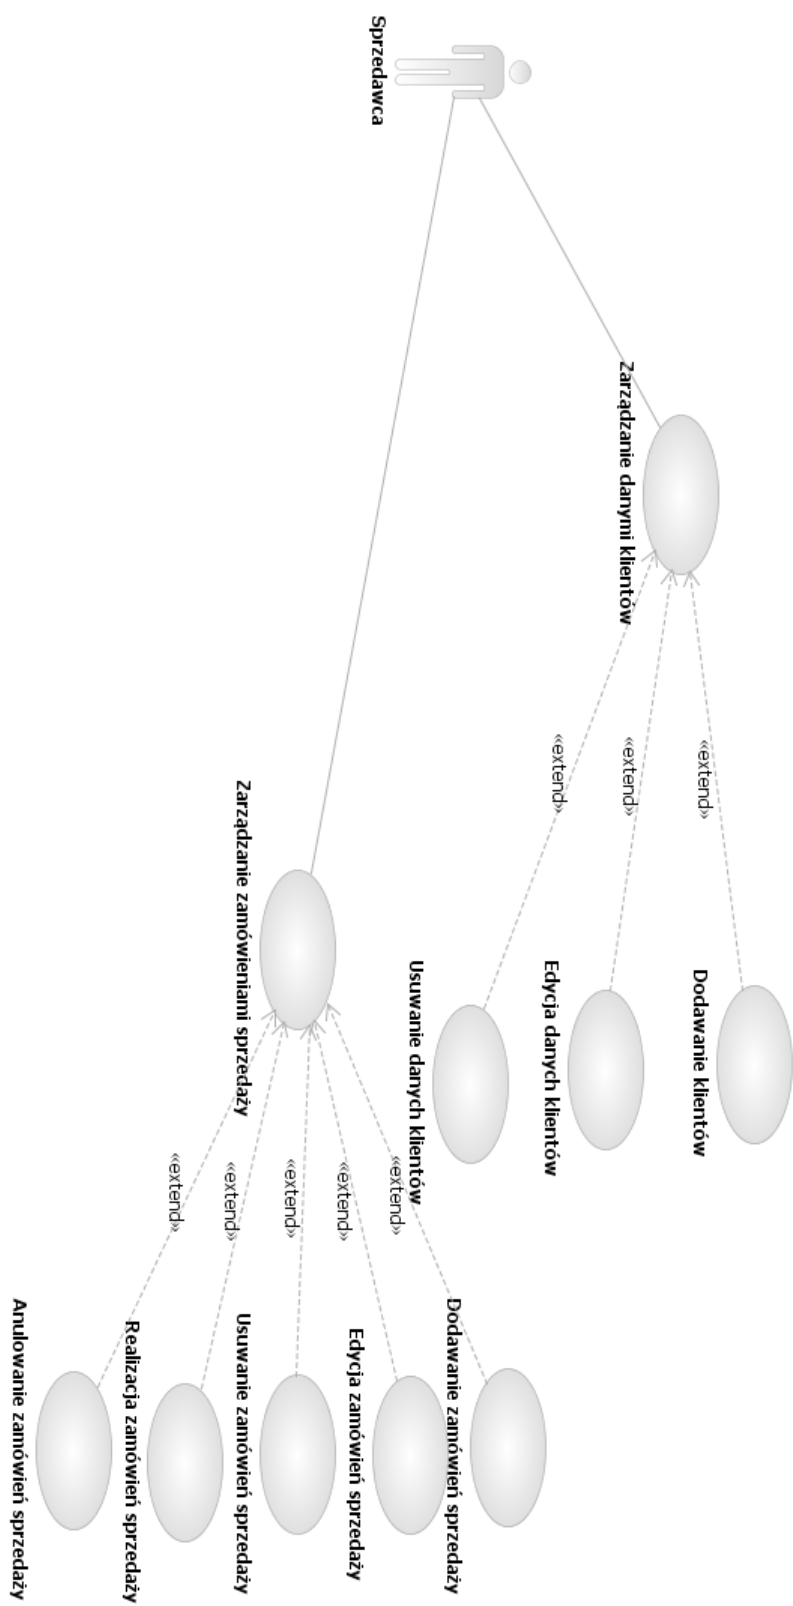 Sprzedawca
Zarządzanie danymi klientów
«extend»
«extend»
«extend»
Dodawanie klientów
Edycja danych klientów
Usuwanie danych klientów
Zarządzanie zamówieniami sprzedaży
«extend»
«extend»
«extend»
«extend»
«extend»
Dodawanie zamówień sprzedaży
Edycja zamówień sprzedaży
Usuwanie zamówień sprzedaży
Realizacja zamówień sprzedaży
Anulowanie zamówień sprzedaży